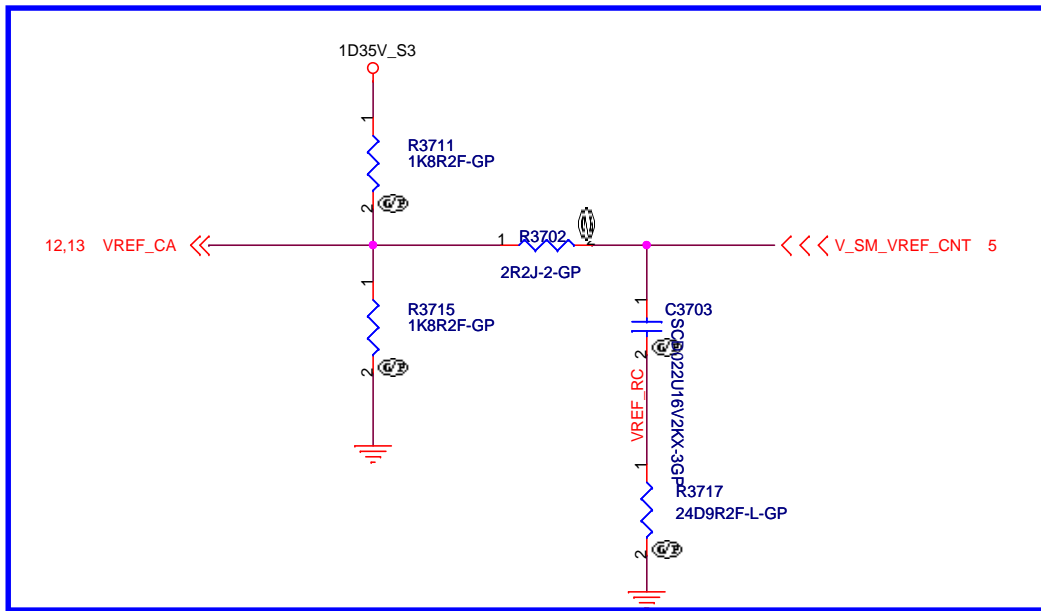 1D35V_S3
1
R3711
1K8R2F-GP
2
G/P
12,13 VREF_CA
1
R3702
2R2J-2-GP
V_SM_VREF_CNT 5
1
R3715
1K8R2F-GP
2
G/P
1
C3703
SCD022U16V2KX-3GP
2
VREF_RC
1
R3717
24D9R2F-L-GP
2
G/P